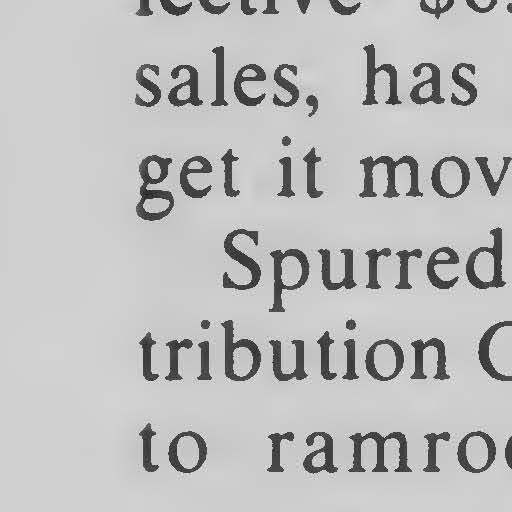 sales, has
get it mov
Spurred
tribution
to ramro